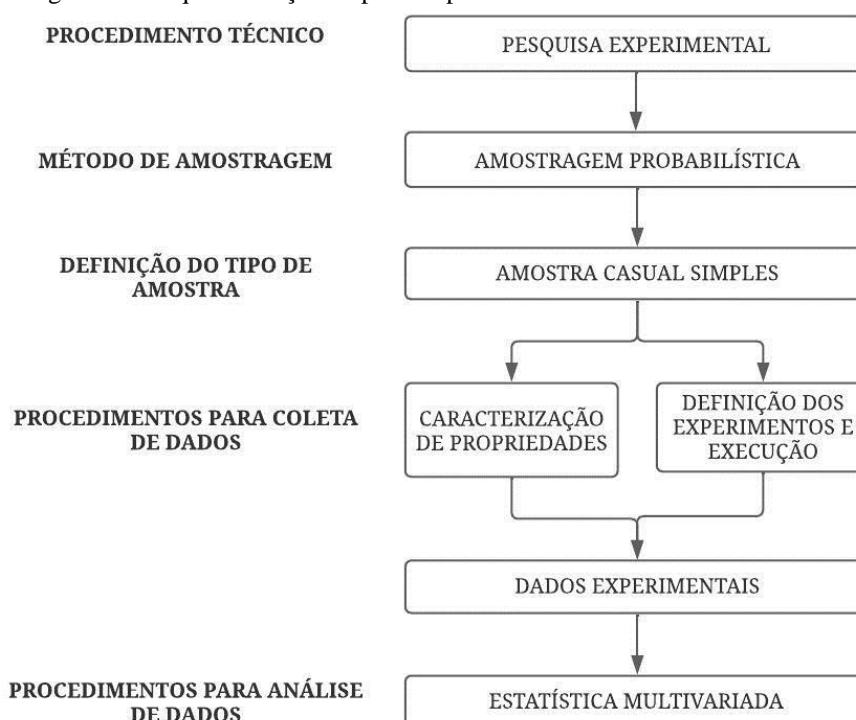 PROCEDIMENTO TÉCNICO
PESQUISA EXPERIMENTAL
MÉTODO DE AMOSTRAGEM
AMOSTRAGEM PROBABILÍSTICA
DEFINIÇÃO DO TIPO DE
AMOSTRA
AMOSTRA CASUAL SIMPLES
PROCEDIMENTOS PARA COLETA
DE DADOS
CARACTERIZAÇÃO
DE PROPRIEDADES
DEFINIÇÃO DOS
EXPERIMENTOS E
EXECUÇÃO
DADOS EXPERIMENTAIS
PROCEDIMENTOS PARA ANÁLISE
DE DADOS
ESTATÍSTICA MULTIVARIADA